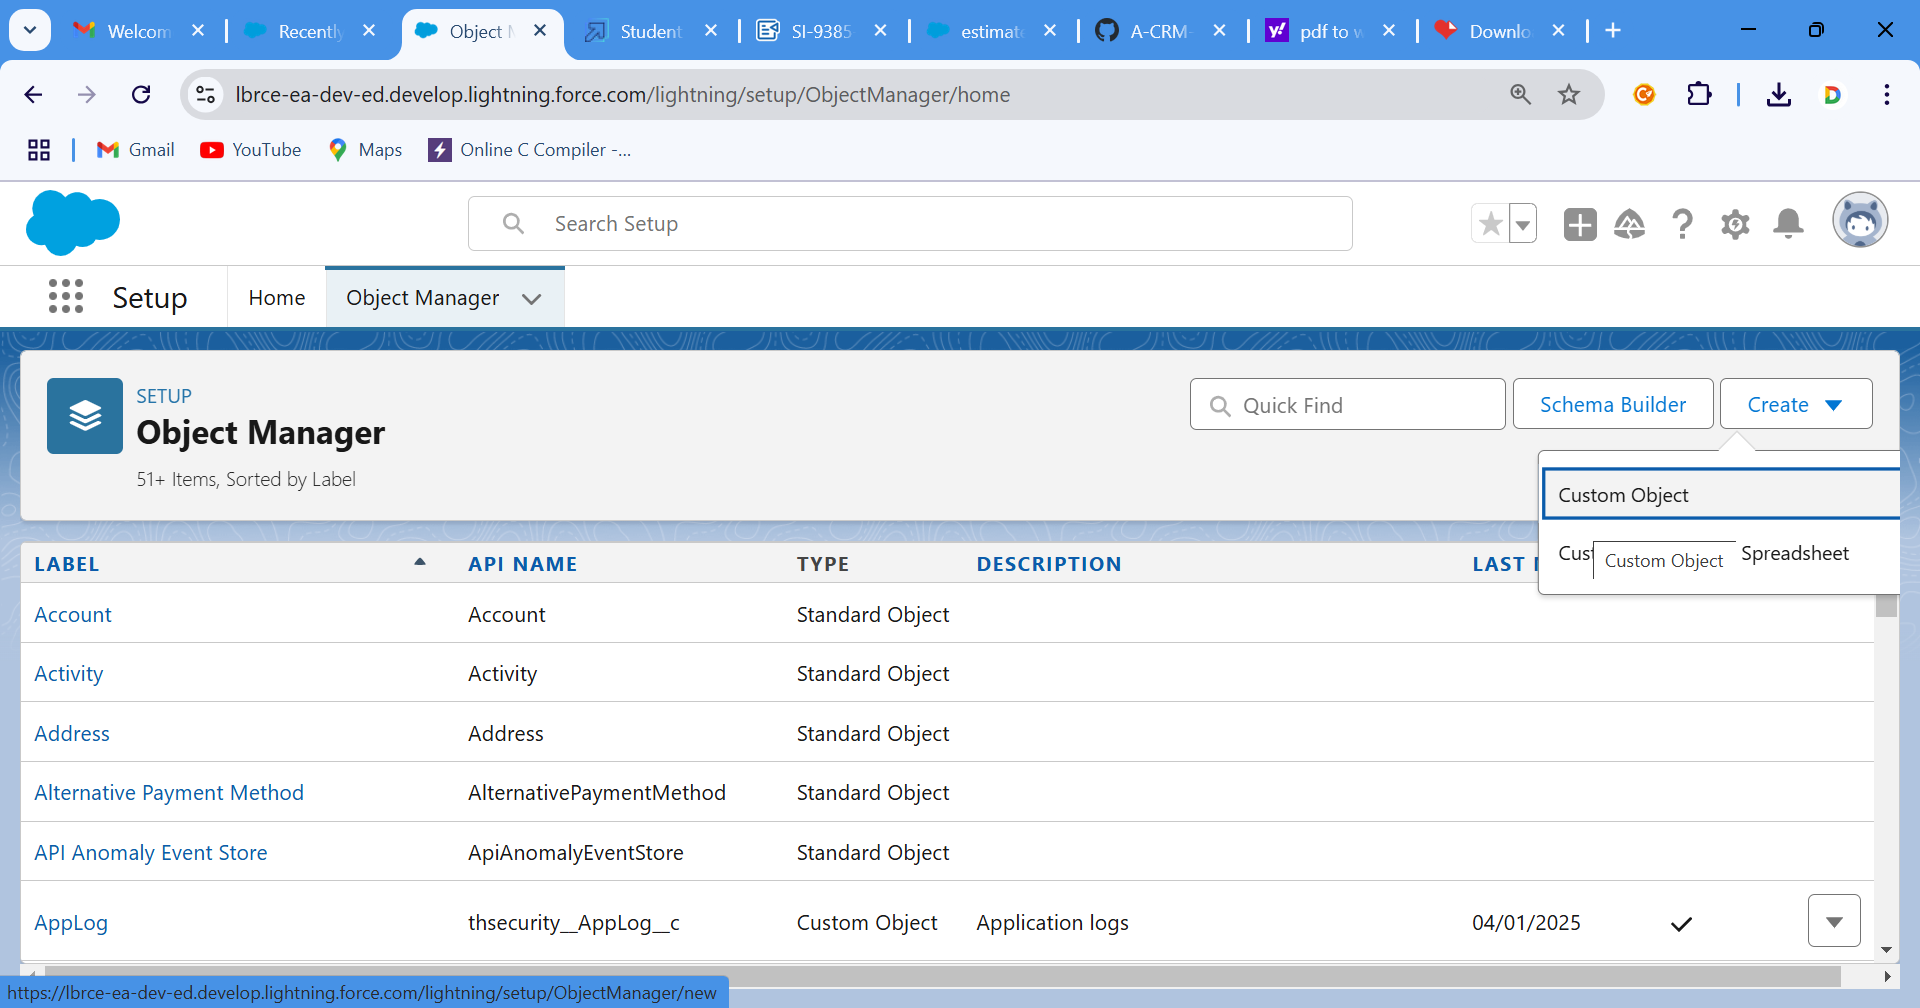 Welcom
Recently
Object M
Student
SI-9385
estimate
A-CRM-
pdf to w
Downlo
lbrce-ea-dev-ed.develop.lightning.force.com/lightning/setup/ObjectManager/home
Gmail
YouTube
Maps
Online C Compiler -...
Search Setup
Setup
Home
Object Manager
SETUP
Object Manager
51+ Items, Sorted by Label
Quick Find
Schema Builder
Create
Custom Object
Cust
Spreadsheet
Custom Object
LABEL API NAME TYPE DESCRIPTION LAST
Account Account Standard Object
Activity Activity Standard Object
Address Address Standard Object
Alternative Payment Method AlternativePaymentMethod Standard Object
API Anomaly Event Store ApiAnomalyEventStore Standard Object
AppLog thsecurity__AppLog__c Custom Object Application logs 04/01/2025
https://lbrce-ea-dev-ed.develop.lightning.force.com/lightning/setup/ObjectManager/new